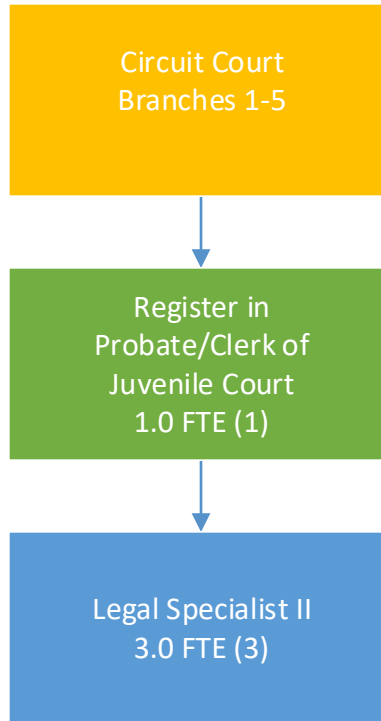 Circuit Court
Branches 1-5
Register in
Probate/Clerk of
Juvenile Court
1.0 FTE (1)
Legal Specialist II
3.0 FTE (3)